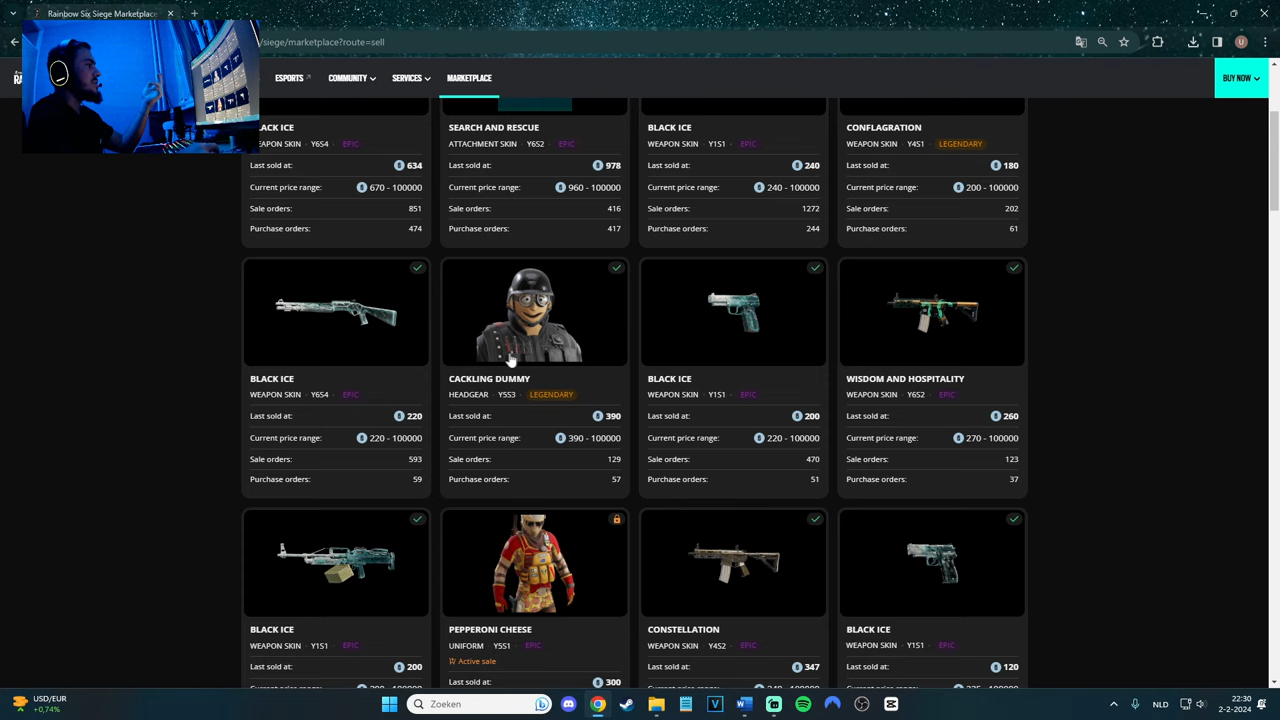 Rainbow Six Siege Marketplace
/siege/marketplace?route=sell
ESPORTS COMMUNITY SERVICES MARKETPLACE BUY NOW
BLACK ICE
WEAPON SKIN · Y6S4 · EPIC
Last sold at: 634
Current price range: 670 - 100000
Sale orders: 851
Purchase orders: 474
SEARCH AND RESCUE
ATTACHMENT SKIN · Y6S2 · EPIC
Last sold at: 978
Current price range: 960 - 100000
Sale orders: 416
Purchase orders: 417
BLACK ICE
WEAPON SKIN · Y1S1 · EPIC
Last sold at: 240
Current price range: 240 - 100000
Sale orders: 1272
Purchase orders: 244
CONFLAGRATION
WEAPON SKIN · Y4S1 · LEGENDARY
Last sold at: 180
Current price range: 200 - 100000
Sale orders: 202
Purchase orders: 61
BLACK ICE
WEAPON SKIN · Y6S4 · EPIC
Last sold at: 220
Current price range: 220 - 100000
Sale orders: 593
Purchase orders: 59
CACKLING DUMMY
HEADGEAR · Y5S3 · LEGENDARY
Last sold at: 390
Current price range: 390 - 100000
Sale orders: 129
Purchase orders: 57
BLACK ICE
WEAPON SKIN · Y1S1 · EPIC
Last sold at: 200
Current price range: 220 - 100000
Sale orders: 470
Purchase orders: 51
WISDOM AND HOSPITALITY
WEAPON SKIN · Y6S2 · EPIC
Last sold at: 260
Current price range: 270 - 100000
Sale orders: 123
Purchase orders: 37
BLACK ICE
WEAPON SKIN · Y1S1 · EPIC
Last sold at: 200
PEPPERONI CHEESE
UNIFORM · Y5S1 · EPIC
Active sale
Last sold at: 300
CONSTELLATION
WEAPON SKIN · Y4S2 · EPIC
Last sold at: 347
BLACK ICE
WEAPON SKIN · Y1S1 · EPIC
Last sold at: 120
USD/EUR
+0,74%
Zoeken
NLD
22:30
2-2-2024